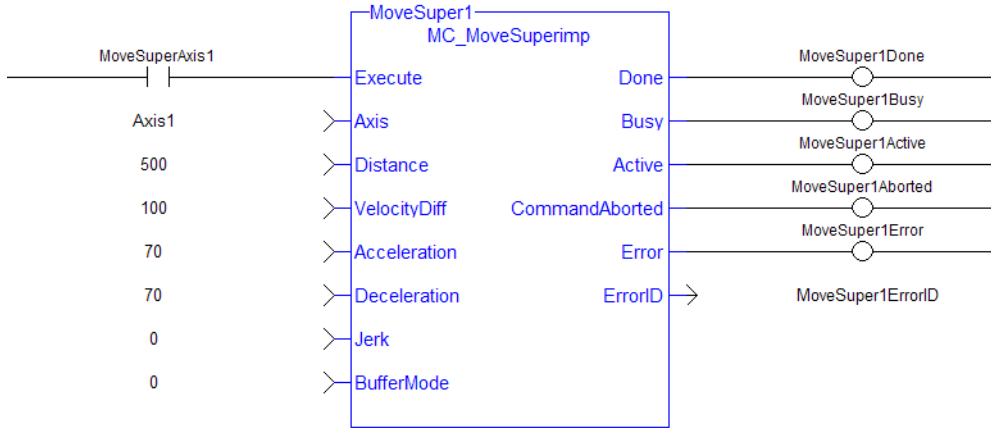 MoveSuper1
MC_MoveSuperimp
MoveSuperAxis1 Execute Done MoveSuper1Done
Axis1 Axis Busy MoveSuper1Busy
500 Distance Active MoveSuper1Active
100 VelocityDiff CommandAborted MoveSuper1Aborted
70 Acceleration Error MoveSuper1Error
70 Deceleration ErrorID MoveSuper1ErrorID
0 Jerk
0 BufferMode